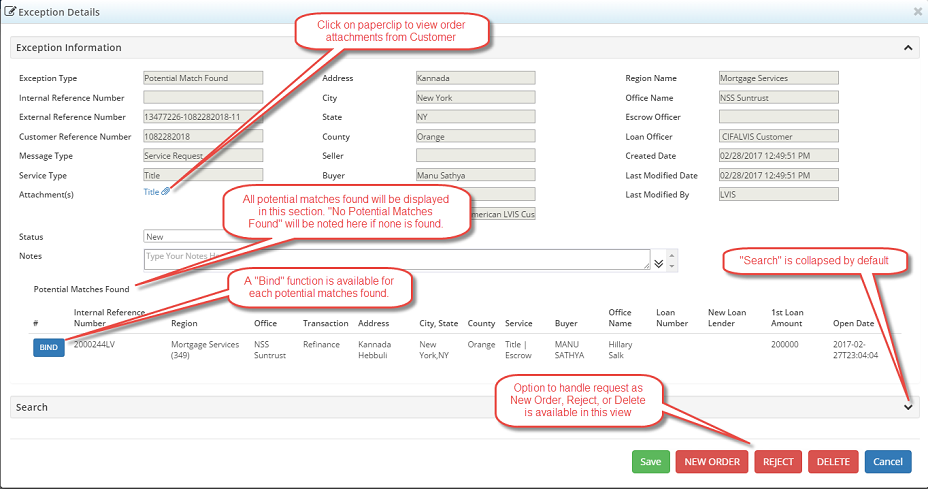 Exception Details
Click on paperclip to view order
attachments from Customer
Exception Information
Exception Type Potential Match Found Address Kannada Region Name Mortgage Services
Internal Reference Number City New York Office Name NSS Suntrust
External Reference Number 13477226-1082282018-11 State NY Escrow Officer
Customer Reference Number 1082282018 County Orange Loan Officer CIFALVIS Customer
Message Type Service Request Seller Created Date 02/28/2017 12:49:51 PM
Service Type Title Buyer Manu Sathya Last Modified Date 02/28/2017 12:49:51 PM
Attachment(s) Title Last Modified By LVIS
All potential matches found will be displayed
in this section. "No Potential Matches
Found" will be noted here if none is found.
merican LVIS Cus
Status New
Notes Type Your Notes He
"Search" is collapsed by default
Potential Matches Found
A "Bind" function is available for
each potential matches found.
# Internal Reference Number Region Office Transaction Address City, State County Service Buyer Office Name Loan Number New Loan Lender 1st Loan Amount Open Date
BIND 2000244LV Mortgage Services (349) NSS Suntrust Refinance Kannada Hebbuli New York,NY Orange Title | Escrow MANU SATHYA Hillary Salk 200000 2017-02-27T23:04:04
Option to handle request as
New Order, Reject, or Delete
is available in this view
Search
Save NEW ORDER REJECT DELETE Cancel